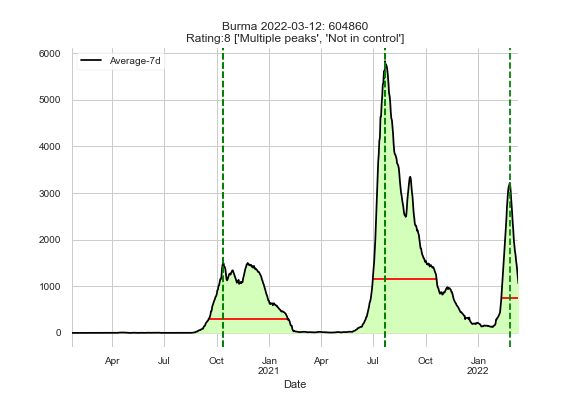 Burma 2022-03-12: 604860
Rating:8 ['Multiple peaks', 'Not in control']
Average-7d
6000
5000
4000
3000
2000
1000
0
Apr Jul Oct Jan Apr Jul Oct Jan
2021 2022
Date